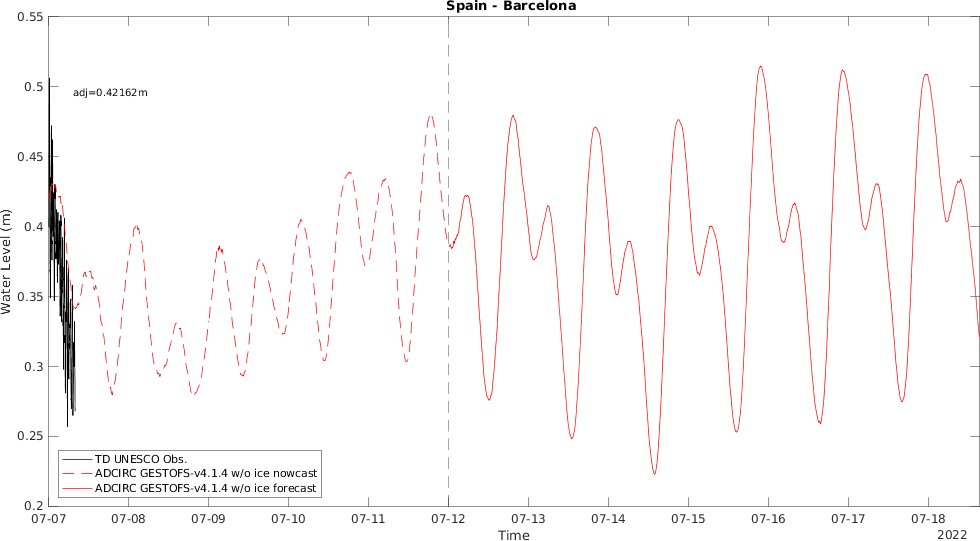 Spain - Barcelona
0.55
0.5
0.45
0.4
0.35
0.3
0.25
0.2
Water Level (m)
adj=0.42162m
TD UNESCO Obs.
ADCIRC GESTOFS-v4.1.4 w/o ice nowcast
ADCIRC GESTOFS-v4.1.4 w/o ice forecast
07-07 07-08 07-09 07-10 07-11 07-12 07-13 07-14 07-15 07-16 07-17 07-18
Time
2022